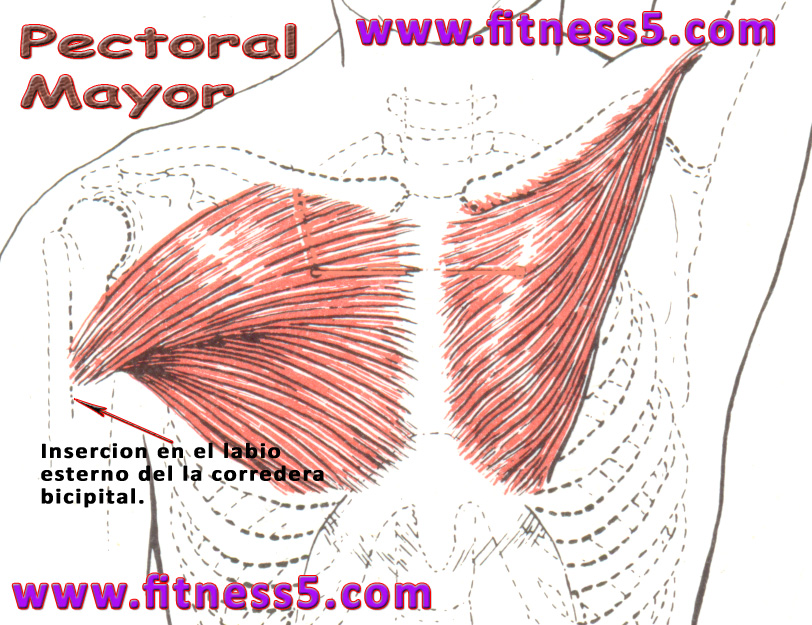 Pectoral
Mayor
www.fitness5.com
Insercion en el labio
esterno del la corredera
bicipital.
www.fitness5.com